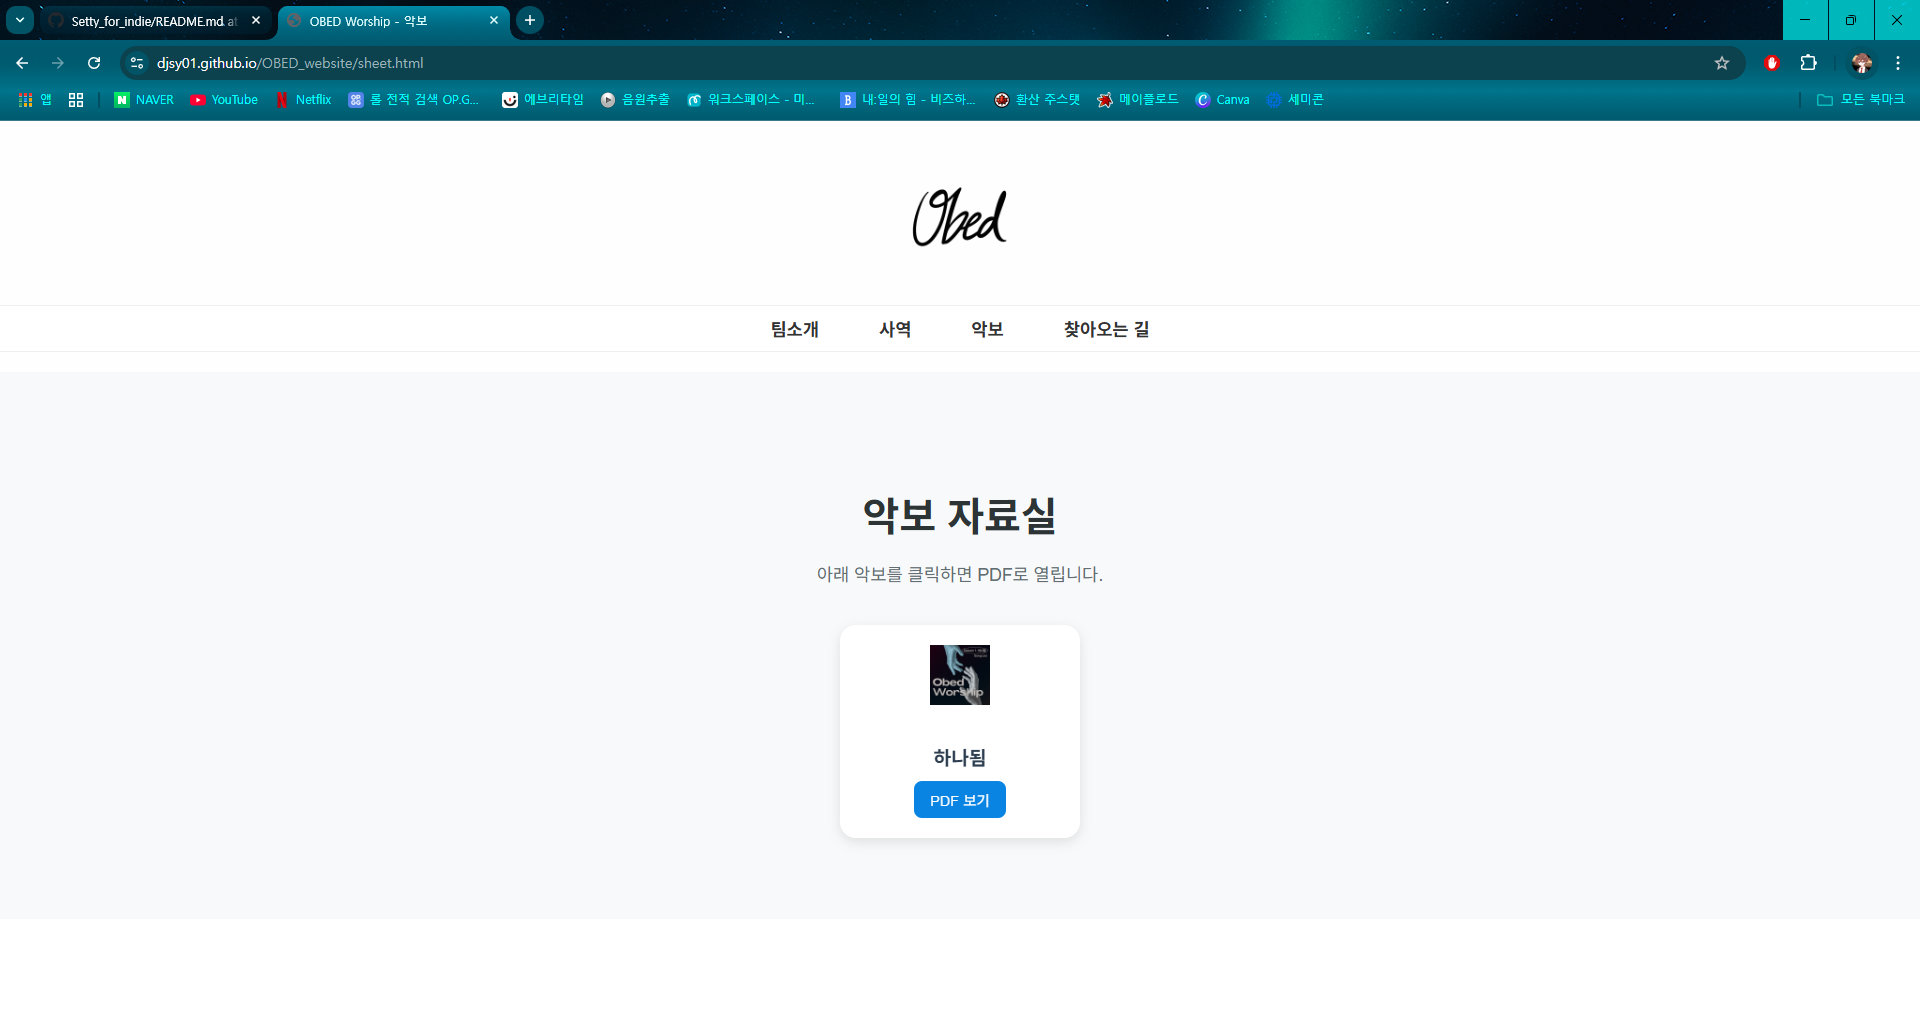 Setty_for_indie/README.md at
OBED Worship - 악보
djsy01.github.io/OBED_website/sheet.html
앱
NAVER
YouTube
Netflix
롤 전적 검색 OP.G...
에브리타임
음원추출
워크스페이스 - 미...
내:일의 힘 - 비즈하...
환산 주스탯
메이플로드
Canva
세미콘
모든 북마크
Obed
팀소개 사역 악보 찾아오는 길
악보 자료실
아래 악보를 클릭하면 PDF로 열립니다.
Obed
Worship
하나됨
PDF 보기